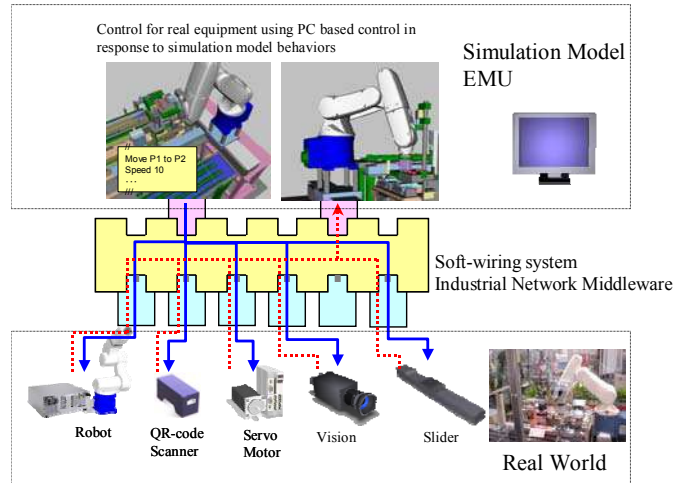 Control for real equipment using PC based control in
response to simulation model behaviors
Simulation Model
EMU
//
Move P1 to P2
Speed 10
. . .
///
Soft-wiring system
Industrial Network Middleware
Robot
QR-code
Scanner
Servo
Motor
Vision
Slider
Real World